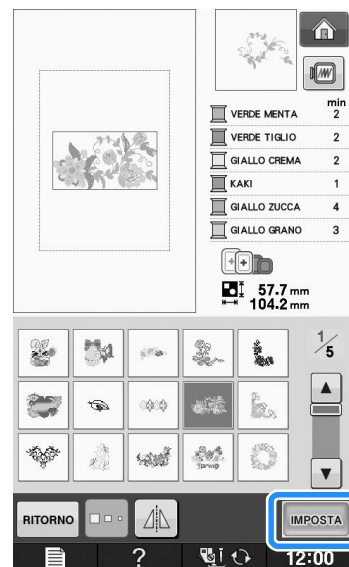 min
VERDE MENTA 2
VERDE TIGLIO 2
GIALLO CREMA 2
KAKI 1
GIALLO ZUCCA 4
GIALLO GRANO 3
57.7 mm
104.2 mm
1/5
RITORNO
IMPOSTA
?
12:00